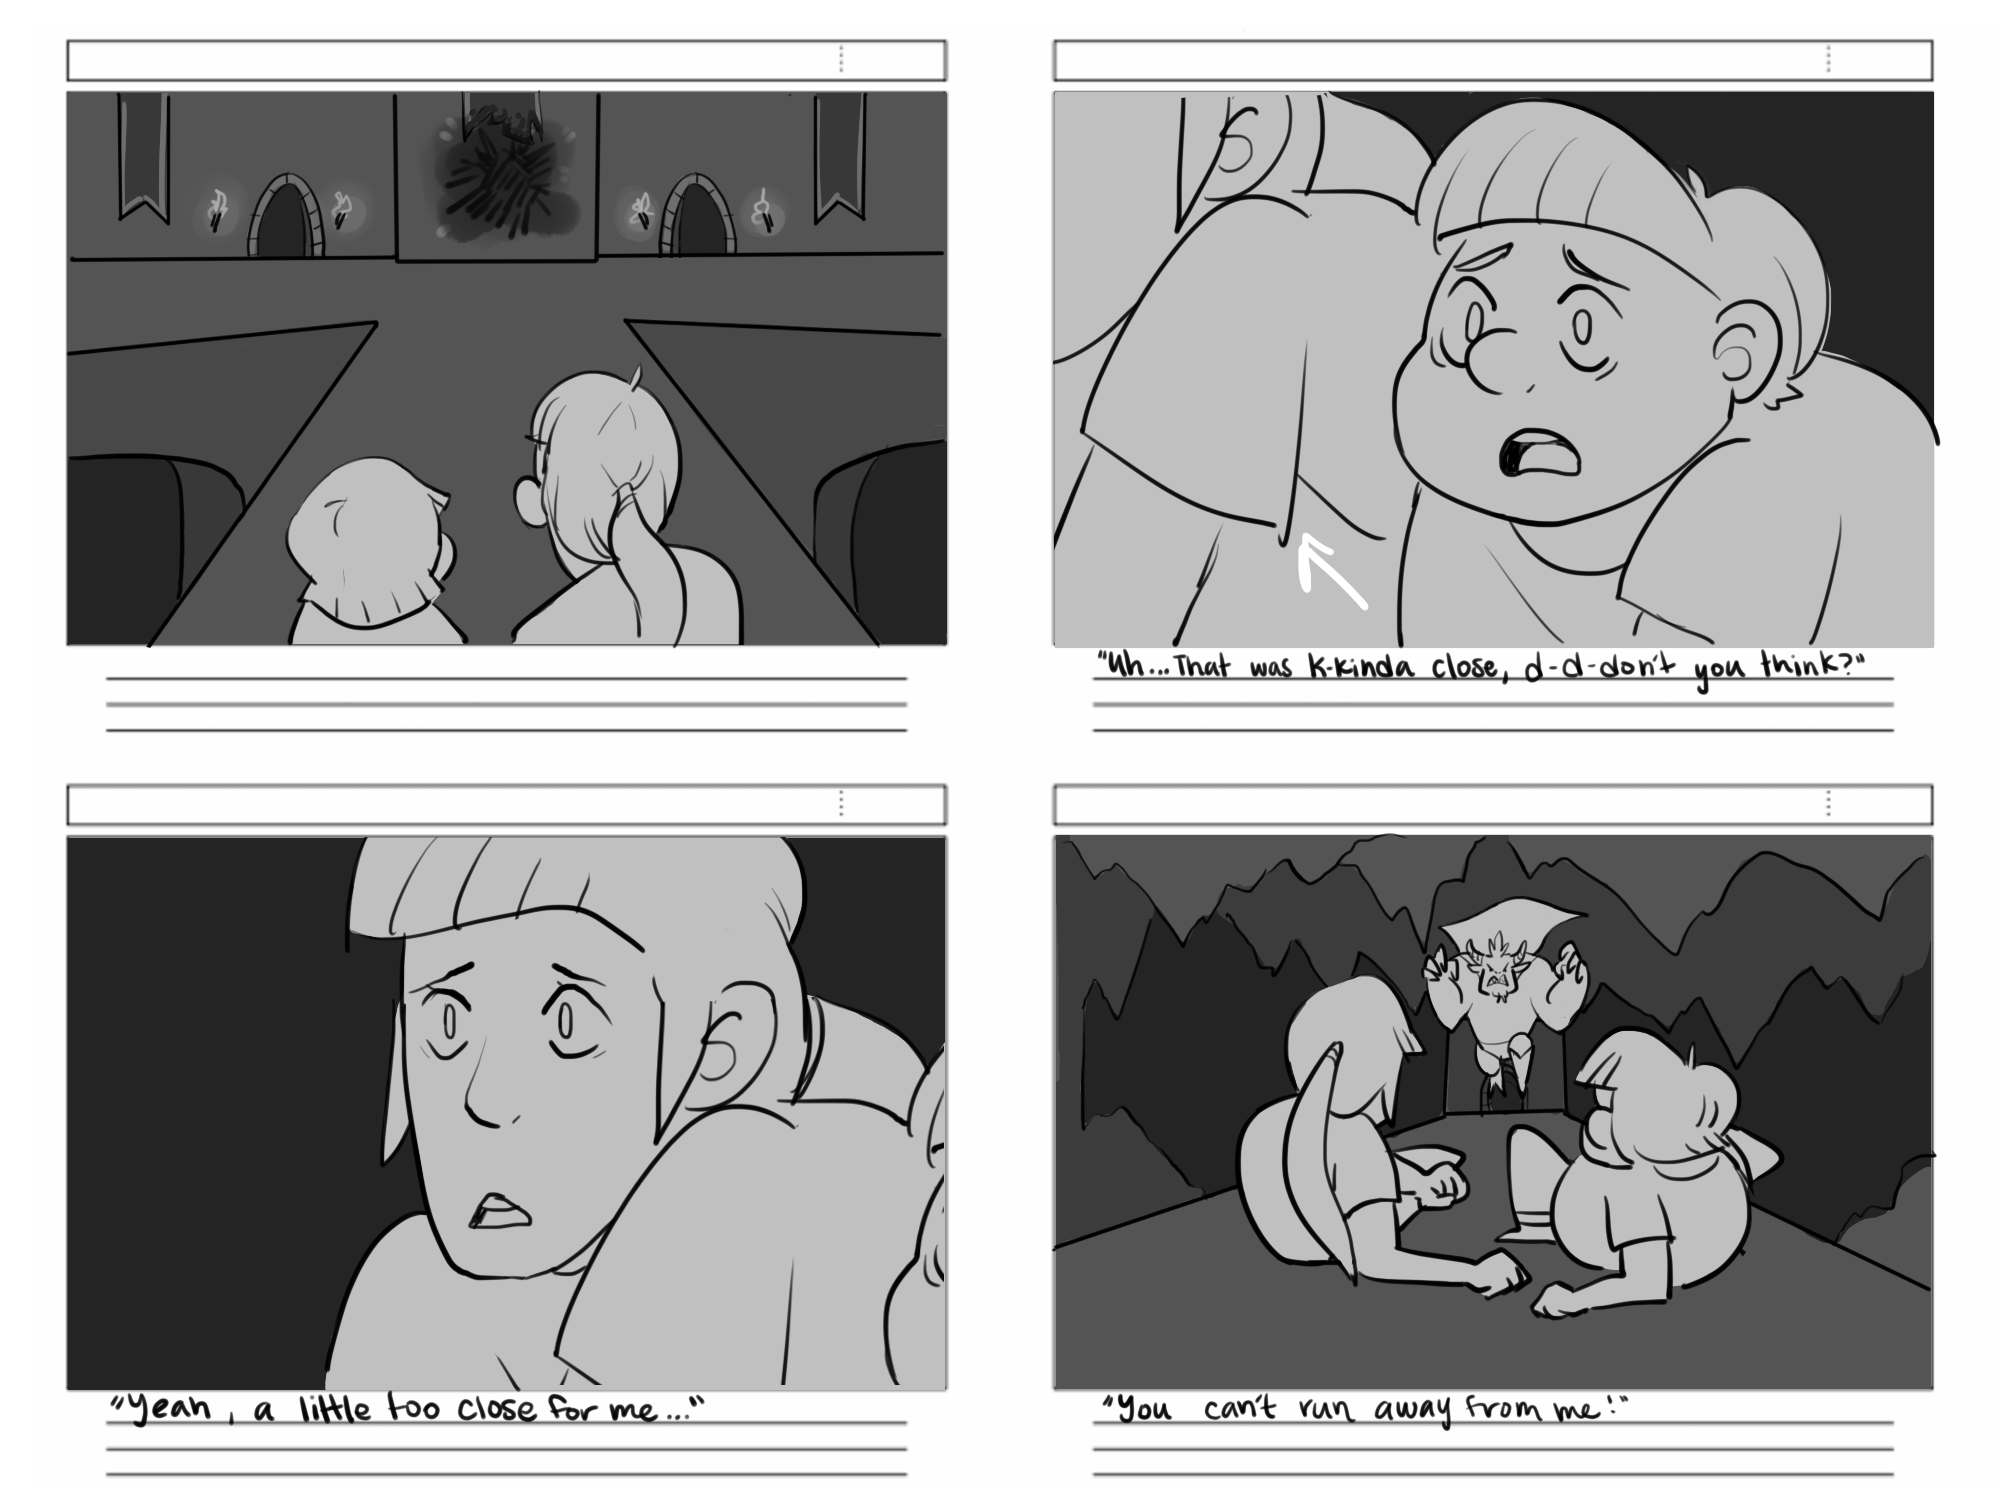 "Uh...That was k-kinda close, d-d-don't you think?"
"Yeah, a little too close for me..."
"You can't run away from me!"